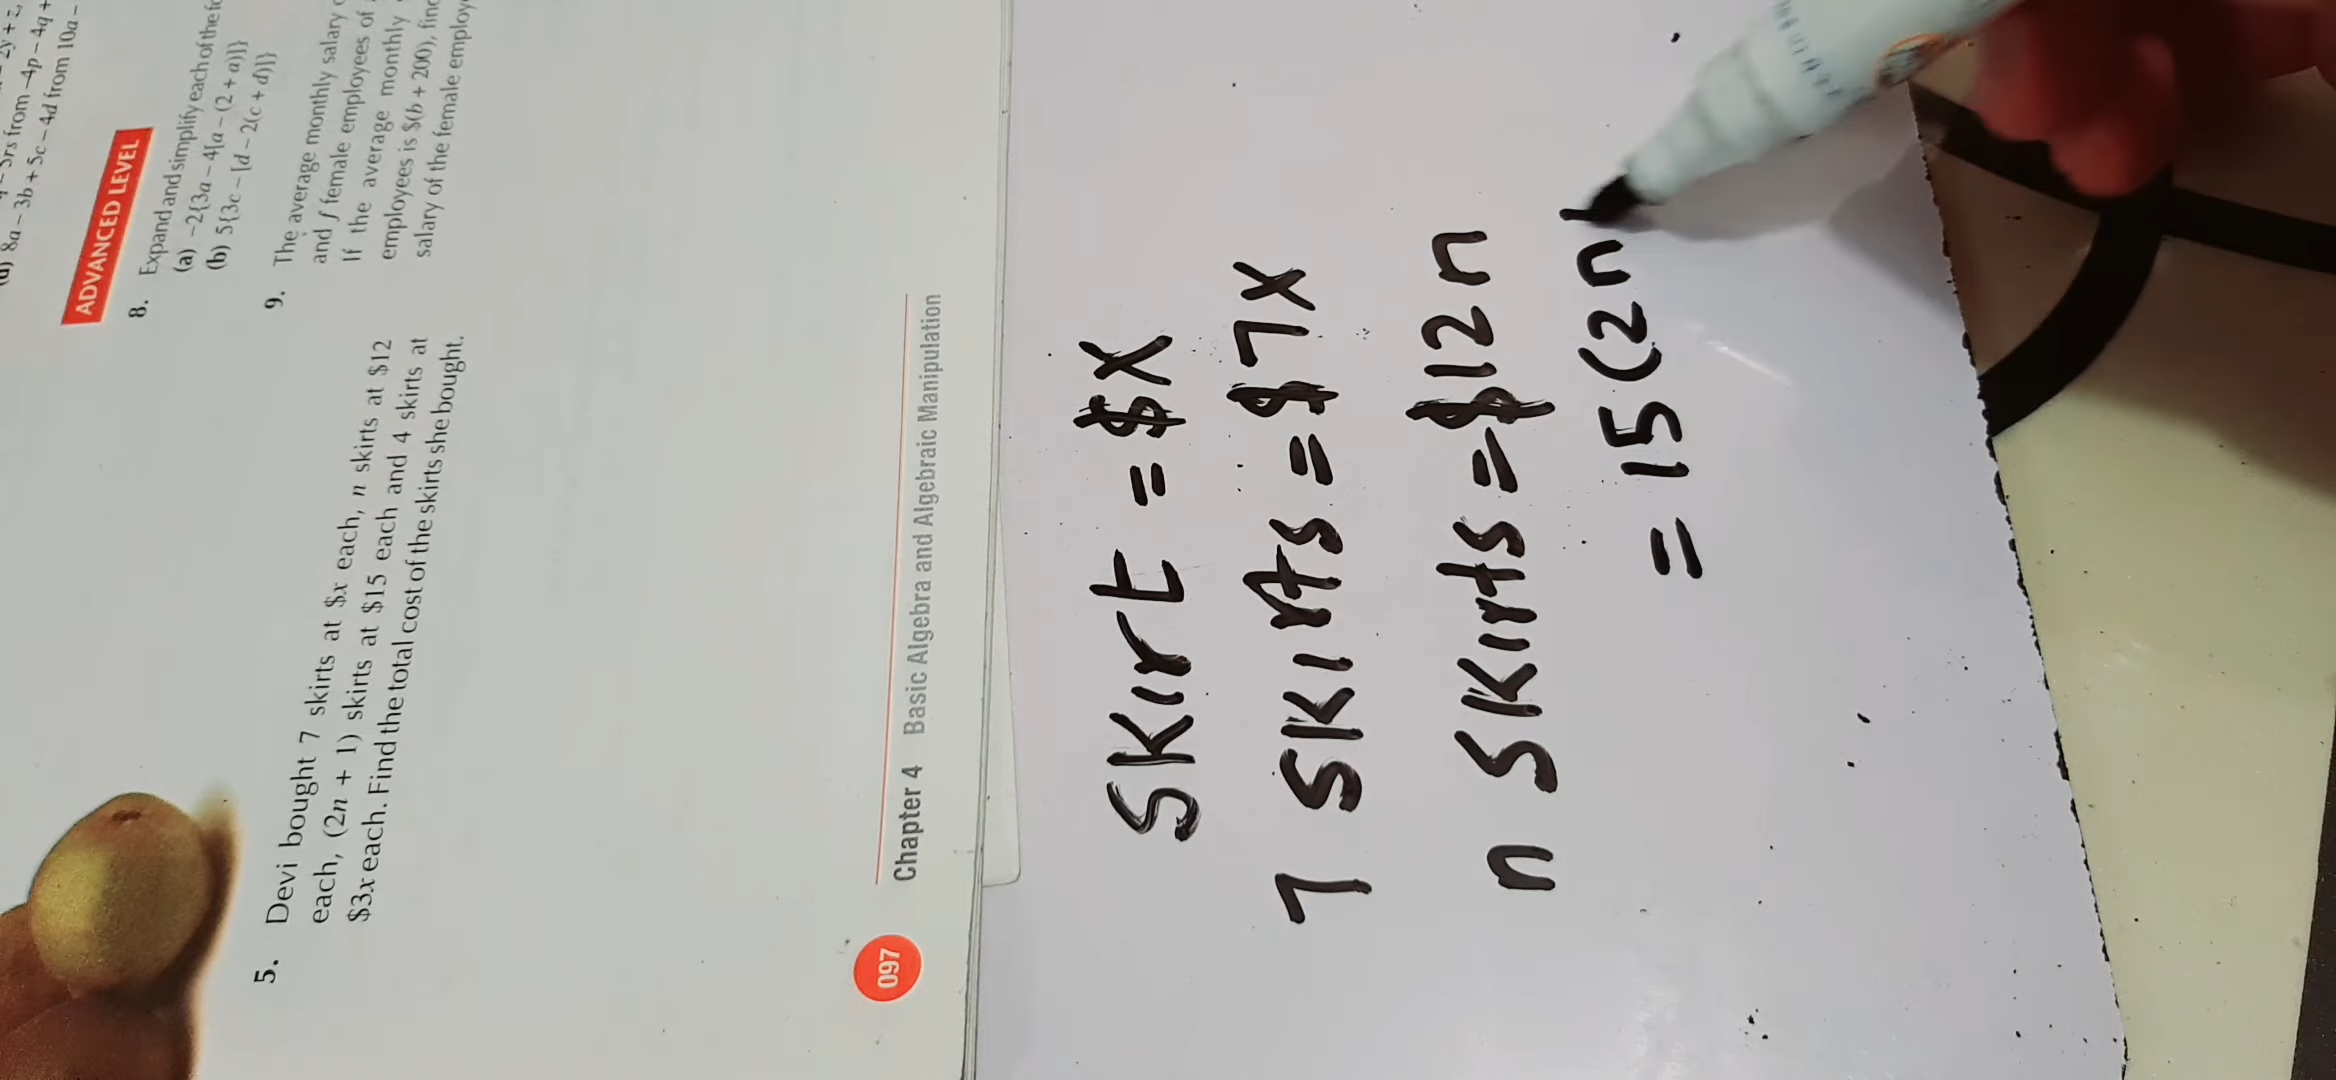 rs from –4p – 4q +
8a – 3b + 5c – 4d from 10a –
ADVANCED LEVEL
8. Expand and simplify each of the
(a) –2{3a – 4[a – (2 + a)]}
(b) 5{3c – [d – 2(c + d)]}
9. The average monthly salary
and f female employees of
If the average monthly
employees is $(b + 200), find
salary of the female employ
5. Devi bought 7 skirts at $x each, n skirts at $12
each, (2n + 1) skirts at $15 each and 4 skirts at
$3x each. Find the total cost of the skirts she bought.
097 Chapter 4 Basic Algebra and Algebraic Manipulation
SKirt = $X
7 SKirts = $7X
n SKirts = $12n
= 15(2n